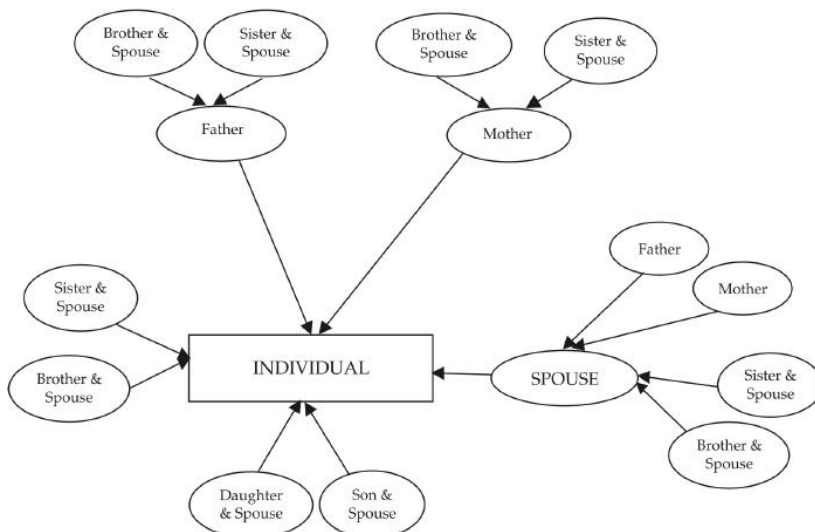 Brother &
Spouse
Sister &
Spouse
Brother &
Spouse
Sister &
Spouse
Father
Mother
Father
Mother
Sister &
Spouse
Brother &
Spouse
INDIVIDUAL
SPOUSE
Sister &
Spouse
Brother &
Spouse
Daughter
& Spouse
Son &
Spouse